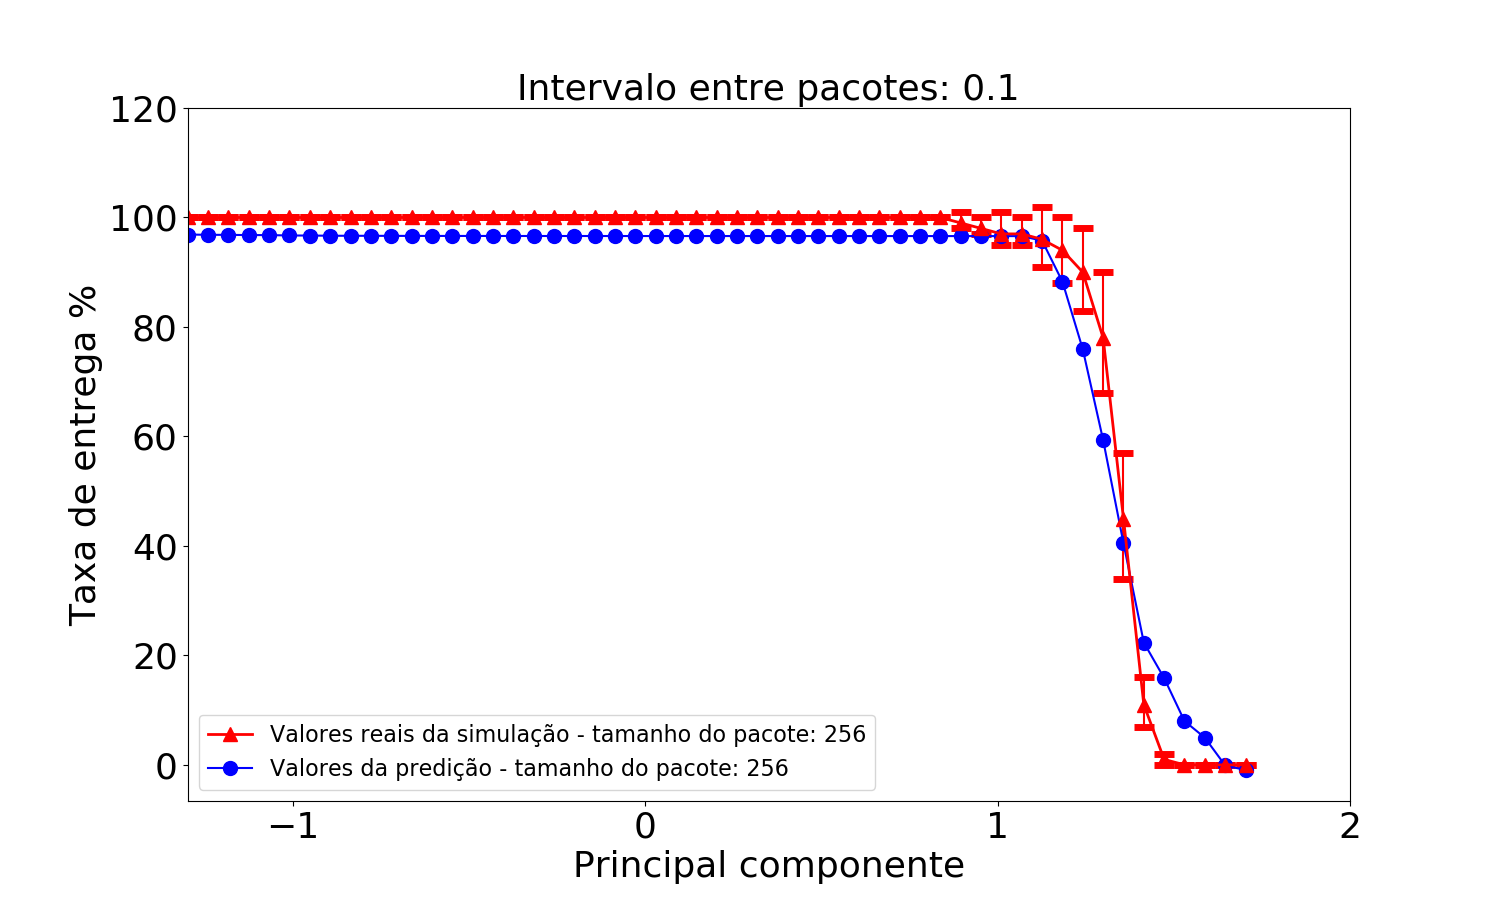 Intervalo entre pacotes: 0.1
120
100
80
60
40
20
0
Taxa de entrega %
Valores reais da simulação - tamanho do pacote: 256
Valores da predição - tamanho do pacote: 256
−1 0 1 2
Principal componente